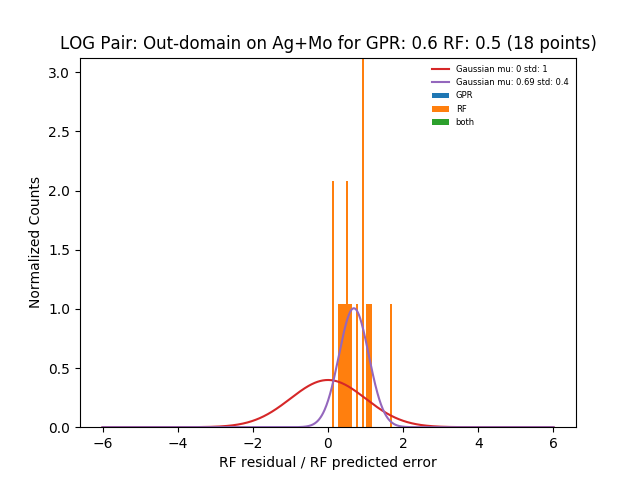 LOG Pair: Out-domain on Ag+Mo for GPR: 0.6 RF: 0.5 (18 points)
Gaussian mu: 0 std: 1
Gaussian mu: 0.69 std: 0.4
GPR
RF
both
Normalized Counts
3.0
2.5
2.0
1.5
1.0
0.5
0.0
−6 −4 −2 0 2 4 6
RF residual / RF predicted error